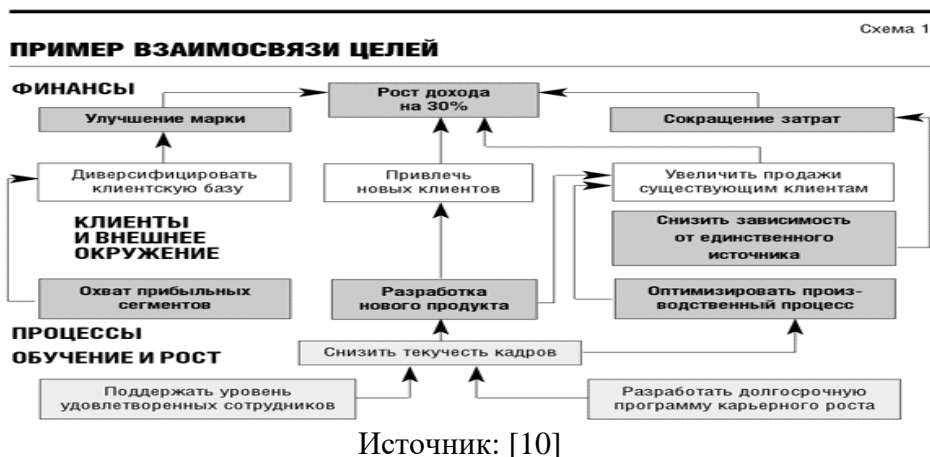 Схема 1
ПРИМЕР ВЗАИМОСВЯЗИ ЦЕЛЕЙ
ФИНАНСЫ
Рост дохода
на 30%
Улучшение марки
Сокращение затрат
Диверсифицировать
клиентскую базу
Привлечь
новых клиентов
Увеличить продажи
существующим клиентам
КЛИЕНТЫ
И ВНЕШНЕЕ
ОКРУЖЕНИЕ
Снизить зависимость
от единственного
источника
Охват прибыльных
сегментов
Разработка
нового продукта
Оптимизировать произ-
водственный процесс
ПРОЦЕССЫ
ОБУЧЕНИЕ И РОСТ
Снизить текучесть кадров
Поддержать уровень
удовлетворенных сотрудников
Разработать долгосрочную
программу карьерного роста
Источник: [10]